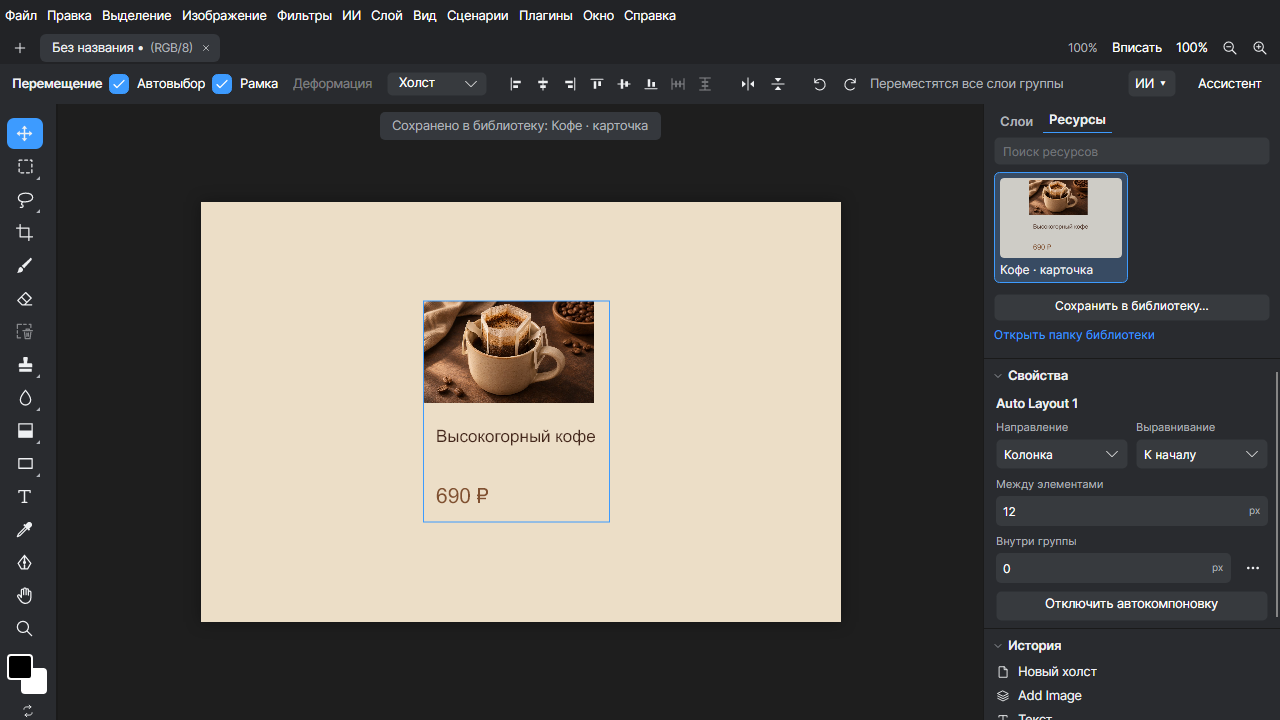 Файл Правка Выделение Изображение Фильтры ИИ Слой Вид Сценарии Плагины Окно Справка
Без названия • (RGB/8) ×
100% Вписать 100%
Перемещение Автовыбор Рамка Деформация Холст Переместятся все слои группы ИИ Ассистент
Сохранено в библиотеку: Кофе · карточка
Слои Ресурсы
Поиск ресурсов
Высокогорный кофе
690 ₽
Кофе · карточка
Сохранить в библиотеку...
Открыть папку библиотеки
Высокогорный кофе
690 ₽
Свойства
Auto Layout 1
Направление Выравнивание
Колонка К началу
Между элементами
12 px
Внутри группы
0 px
Отключить автокомпоновку
История
Новый холст
Add Image
Текст